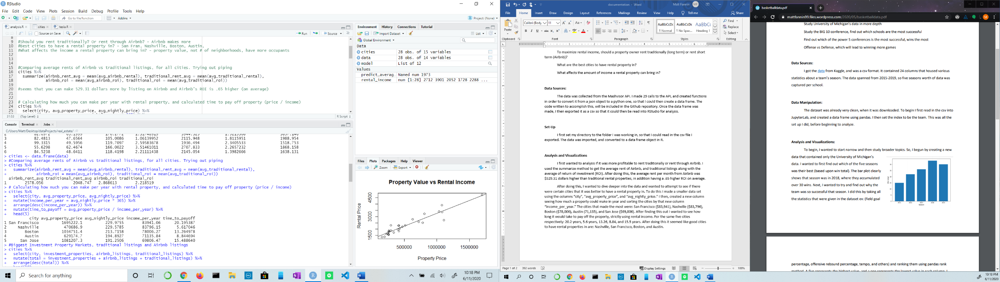 RStudio
File Edit Code View Plots Session Build Debug Profile Tools Help
Go to file/function
Addins
Project: (None)
analysis.R
cities
tesla.R
Source on Save
Run
Source
8
9 #Should you rent traditionally? Or rent through Airbnb? - Airbnb makes more
10 #Best cities to have a rental property in? - San Fran, Nashville, Boston, Austin,
11 #What affects the income a rental property can bring in? - property value, not # of neighborhoods, have more occupants
12
13
14
15 #Comparing average rents of Airbnb vs traditional listings, for all cities. Trying out piping
16 cities %>%
17 summarize(airbnb_rent_avg = mean(avg_airbnb_rental), traditional_rent_avg = mean(avg_traditional_rental),
18 airbnb_roi = mean(avg_airbnb_roi), traditional_roi = mean(avg_traditional_roi))
19
20 #seems that you can make 529.31 dollars more by listing on Airbnb and Airbnb's ROI is .65 higher (on average)
21
22
23 # Calculating how much you can make per year with rental property, and calculated time to pay off property (price / income)
24 cities %>%
25 select(city, avg_property_price, avg_nightly_price) %>%
31:53 (Top Level)
R Script
Console Terminal Jobs
C:/Users/Matt/Desktop/dataProjects/real_estate/
3 82.4813 47.6564 105.0086 1.06139952 2115.948 1.8115951 1988.954
4 99.3315 49.5956 119.7097 2.59583678 1936.494 2.3405533 1518.753
5 55.6298 62.4674 166.0022 3.51461011 2707.833 2.2657232 1868.158
6 84.5238 48.6411 118.4198 2.21111438 2145.054 1.3982666 1638.131
> cities <- data.frame(data)
> #Comparing average rents of Airbnb vs traditional listings, for all cities. Trying out piping
> cities %>%
+ summarize(airbnb_rent_avg = mean(avg_airbnb_rental), traditional_rent_avg = mean(avg_traditional_rental),
+ airbnb_roi = mean(avg_airbnb_roi), traditional_roi = mean(avg_traditional_roi))
airbnb_rent_avg traditional_rent_avg airbnb_roi traditional_roi
1 2578.056 2048.747 2.868613 2.218519
> # Calculating how much you can make per year with rental property, and calculated time to pay off property (price / income)
> cities %>%
+ select(city, avg_property_price, avg_nightly_price) %>%
+ mutate(income_per_year = avg_nightly_price * 365) %>%
+ arrange(desc(income_per_year)) %>%
+ mutate(time_to_payoff = avg_property_price / income_per_year) %>%
+ head(5)
city avg_property_price avg_nightly_price income_per_year time_to_payoff
1 San Francisco 1695222.1 229.9755 83941.06 20.195387
2 Nashville 470686.9 229.5785 83796.15 5.617046
3 Boston 1034751.4 213.7158 78006.27 13.264978
4 Austin 629174.7 194.8927 71135.84 8.844694
5 San Jose 1081207.3 191.2506 69806.47 15.488640
> #Biggest Investment Property Markets, traditional listings and Airbnb listings
> cities %>%
+ select(city, investment_properties, airbnb_listings, traditional_listings) %>%
+ mutate(total = investment_properties + airbnb_listings + traditional_listings) %>%
+ arrange(desc(total)) %>%
Environment History Connections Tutorial
Import Dataset
List
Global Environment
Data
cities 28 obs. of 15 variables
data 28 obs. of 14 variables
model List of 12
Values
predict_averag… Named num 1973
rental_income num [1:28] 2712 3901 2052 1728 2288 ...
Files Plots Packages Help Viewer
Zoom Export
Property Value vs Rental Income
Rental Price
4500
3000
1500
500000 1000000 1500000
Property Price
Search for anything
10:18 PM
6/11/2020
documentation - Word
Matt Fannin MF
File Home Insert Draw Design Layout References Mailings Review View Help Tell me Share
Paste
Calibri (Body 11
AaBbCcDc AaBbCcDc AaBbCc
¶ Normal ¶ No Spac... Heading 1
Find
Replace
Select
Clipboard Font Paragraph Styles Editing
To maximize rental income, should a property owner rent traditionally (long term) or rent short
term (Airbnb)?
What are the best cities to have rental property in?
What affects the amount of income a rental property can bring in?
Data Sources:
The data was collected from the Mashvisor API. I made 29 calls to the API, and created functions
in order to convert it from a json object to a python one, so that I could then create a data frame. The
code written to accomplish this, will be included in the Github repository. Once the data frame was
made, I then exported it as a csv so that it could then be read into RStudio for analysis.
Set-Up
I first set my directory to the folder I was working in, so that I could read in the csv file I
exported. The data was imported, and converted to a data frame object in R.
Analysis and Visualizations
I first wanted to analysis if it was more profitable to rent traditionally or rent through Airbnb. I
used the summarize method to get the average rent of Airbnb, and traditional listings along with the
average of return of investment (ROI). After doing this, the average rent per month from Airbnb was
$529.31 dollars higher than traditional rental properties, in addition having a .65 higher ROI on average.
After doing this, I wanted to dive deeper into the data and wanted to attempt to see if there
were certain cities that it was better to have a rental property in. To do this I made a smaller data set
using the columns "city", "avg_property_price", and "avg_nightly_price." I then, created a new column
seeing how much a property could make in year and sorting the cities by that new column
"Income_per_year." The cities that made the most were: San Francisco ($83,941), Nashville ($83,796),
Boston ($78,006), Austin (71,135), and San Jose ($69,806). After finding this out I wanted to see how
long it would take to pay off the property, strictly using rental income. For the same five cities
respectively: 20.2 years, 5.6 years, 13.26, 8.84, and 15.5 years. After doing this it seemed like good cities
to have rental properties in are: Nashville, San Francisco, Boston, and Austin.
Page 1 of 2 392 words
Display Settings
100%
10:18 PM
6/11/2020
basketballdata.pdf
mattfannin99.files.wordpress.com/2020/05/basketballdata.pdf
Study University of Michigan's data in more depth
Study the BIG 10 conference, find out which schools are the most successful
Find out which of the power 5 conferences is the most successful, wins the most
Offense vs Defense, which will lead to winning more games
Data Sources:
I got the data from Kaggle, and was a csv format. It contained 24 columns that housed various
statistics about a team's season. The data spanned from 2015-2019, so five seasons worth of data was
captured per school.
Data Manipulation:
The dataset was already very clean, when it was downloaded. To begin I first read in the csv into
JupyterLab, and created a data frame using pandas. I then set the index to be the team. This was all the
set up I did, before beginning to analyze.
Analysis and Visualizations:
To begin, I wanted to start narrow and then study broader topics. So, I begun by creating a new
data that contained only the University of Michigan's
data. I wanted to first find out which of the five seasons
was their best (based upon win total). The bar plot clearly
shows that season was in 2018, where they accumulated
over 30 wins. Next, I wanted to try and find out why the
team was so successful that season. I did this by taking all
the statistics that were given in the dataset ex: (field goal
percentage, offensive rebound percentage, tempo, and others) and ranking them using pandas rank
10:18 PM
6/11/2020